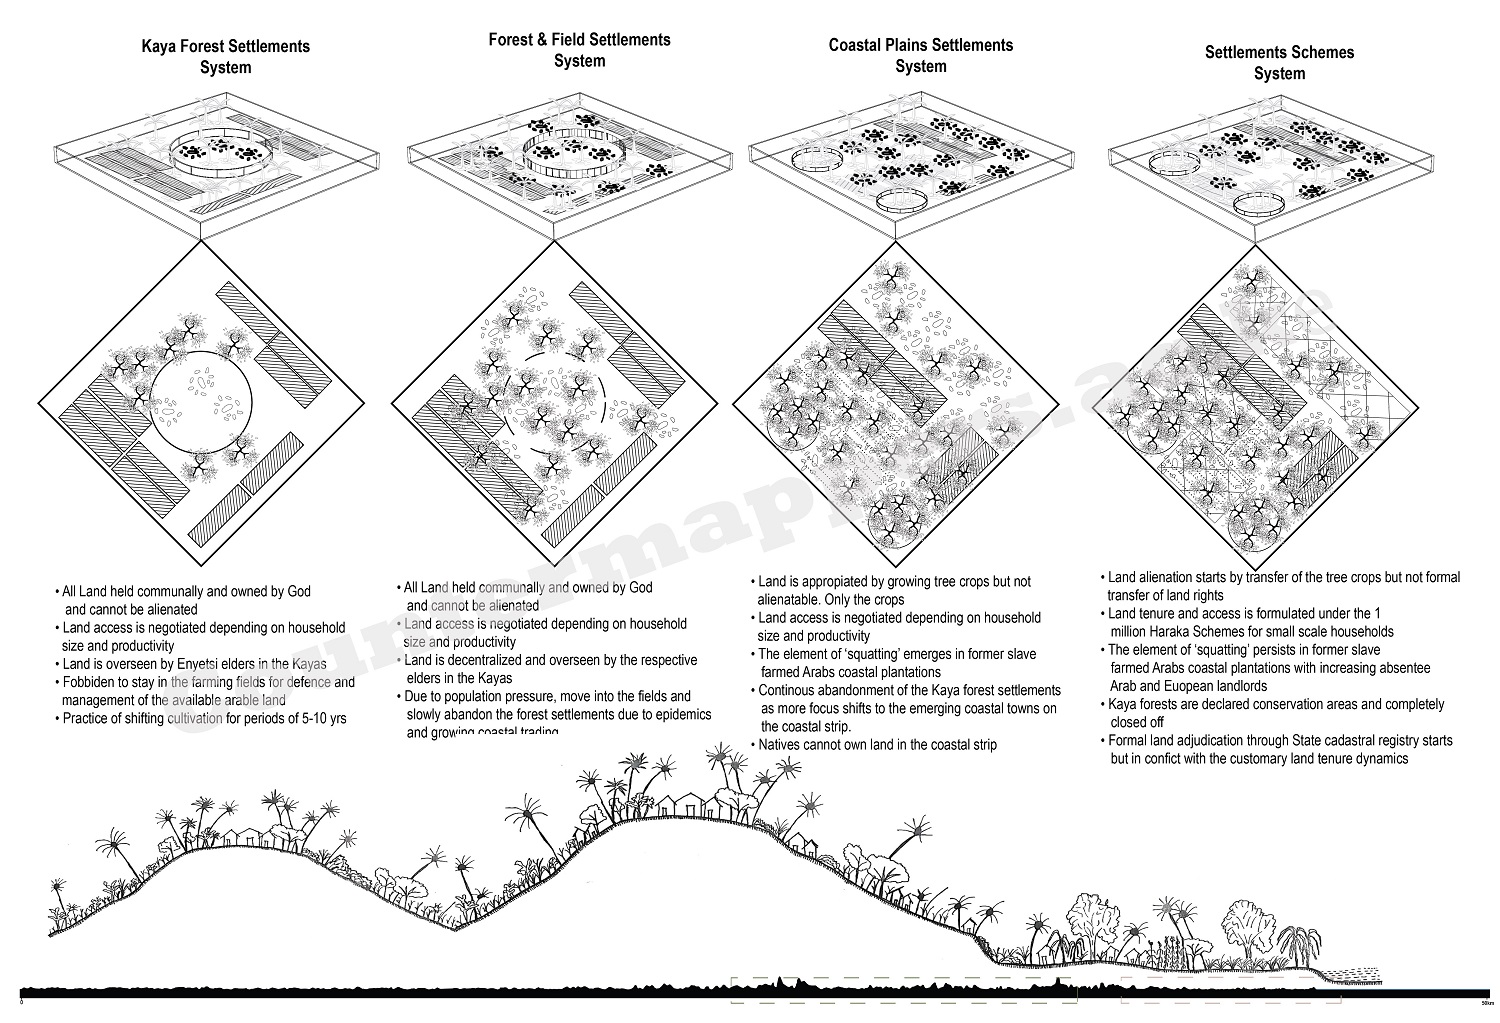 Kaya Forest Settlements
System
Forest & Field Settlements
System
Coastal Plains Settlements
System
Settlements Schemes
System
• All Land held communally and owned by God
and cannot be alienated
• Land access is negotiated depending on household
size and productivity
• Land is overseen by Enyetsi elders in the Kayas
• Fobbiden to stay in the farming fields for defence and
management of the available arable land
• Practice of shifting cultivation for periods of 5-10 yrs
• All Land held communally and owned by God
and cannot be alienated
• Land access is negotiated depending on household
size and productivity
• Land is decentralized and overseen by the respective
elders in the Kayas
• Due to population pressure, move into the fields and
slowly abandon the forest settlements due to epidemics
and growing coastal trading
• Land is appropiated by growing tree crops but not
alienatable. Only the crops
• Land access is negotiated depending on household
size and productivity
• The element of ‘squatting’ emerges in former slave
farmed Arabs coastal plantations
• Continous abandonment of the Kaya forest settlements
as more focus shifts to the emerging coastal towns on
the coastal strip.
• Natives cannot own land in the coastal strip
• Land alienation starts by transfer of the tree crops but not formal
transfer of land rights
• Land tenure and access is formulated under the 1
million Haraka Schemes for small scale households
• The element of ‘squatting’ persists in former slave
farmed Arabs coastal plantations with increasing absentee
Arab and Euopean landlords
• Kaya forests are declared conservation areas and completely
closed off
• Formal land adjudication through State cadastral registry starts
but in confict with the customary land tenure dynamics
0
50km